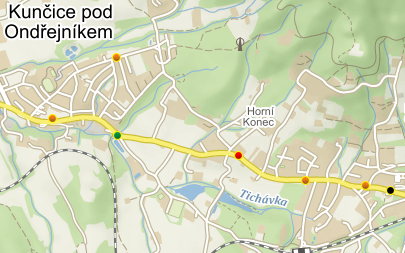 Kunčice pod
Ondřejníkem
Horní
Konec
Tichávka